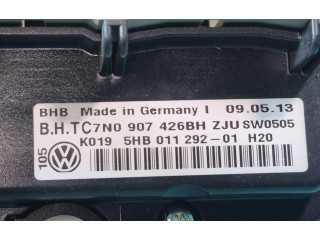 BHB Made in Germany I 09.05.13
B.H.TC7N0 907 426BH ZJU SW0505
K019 5HB 011 292-01 H20
105